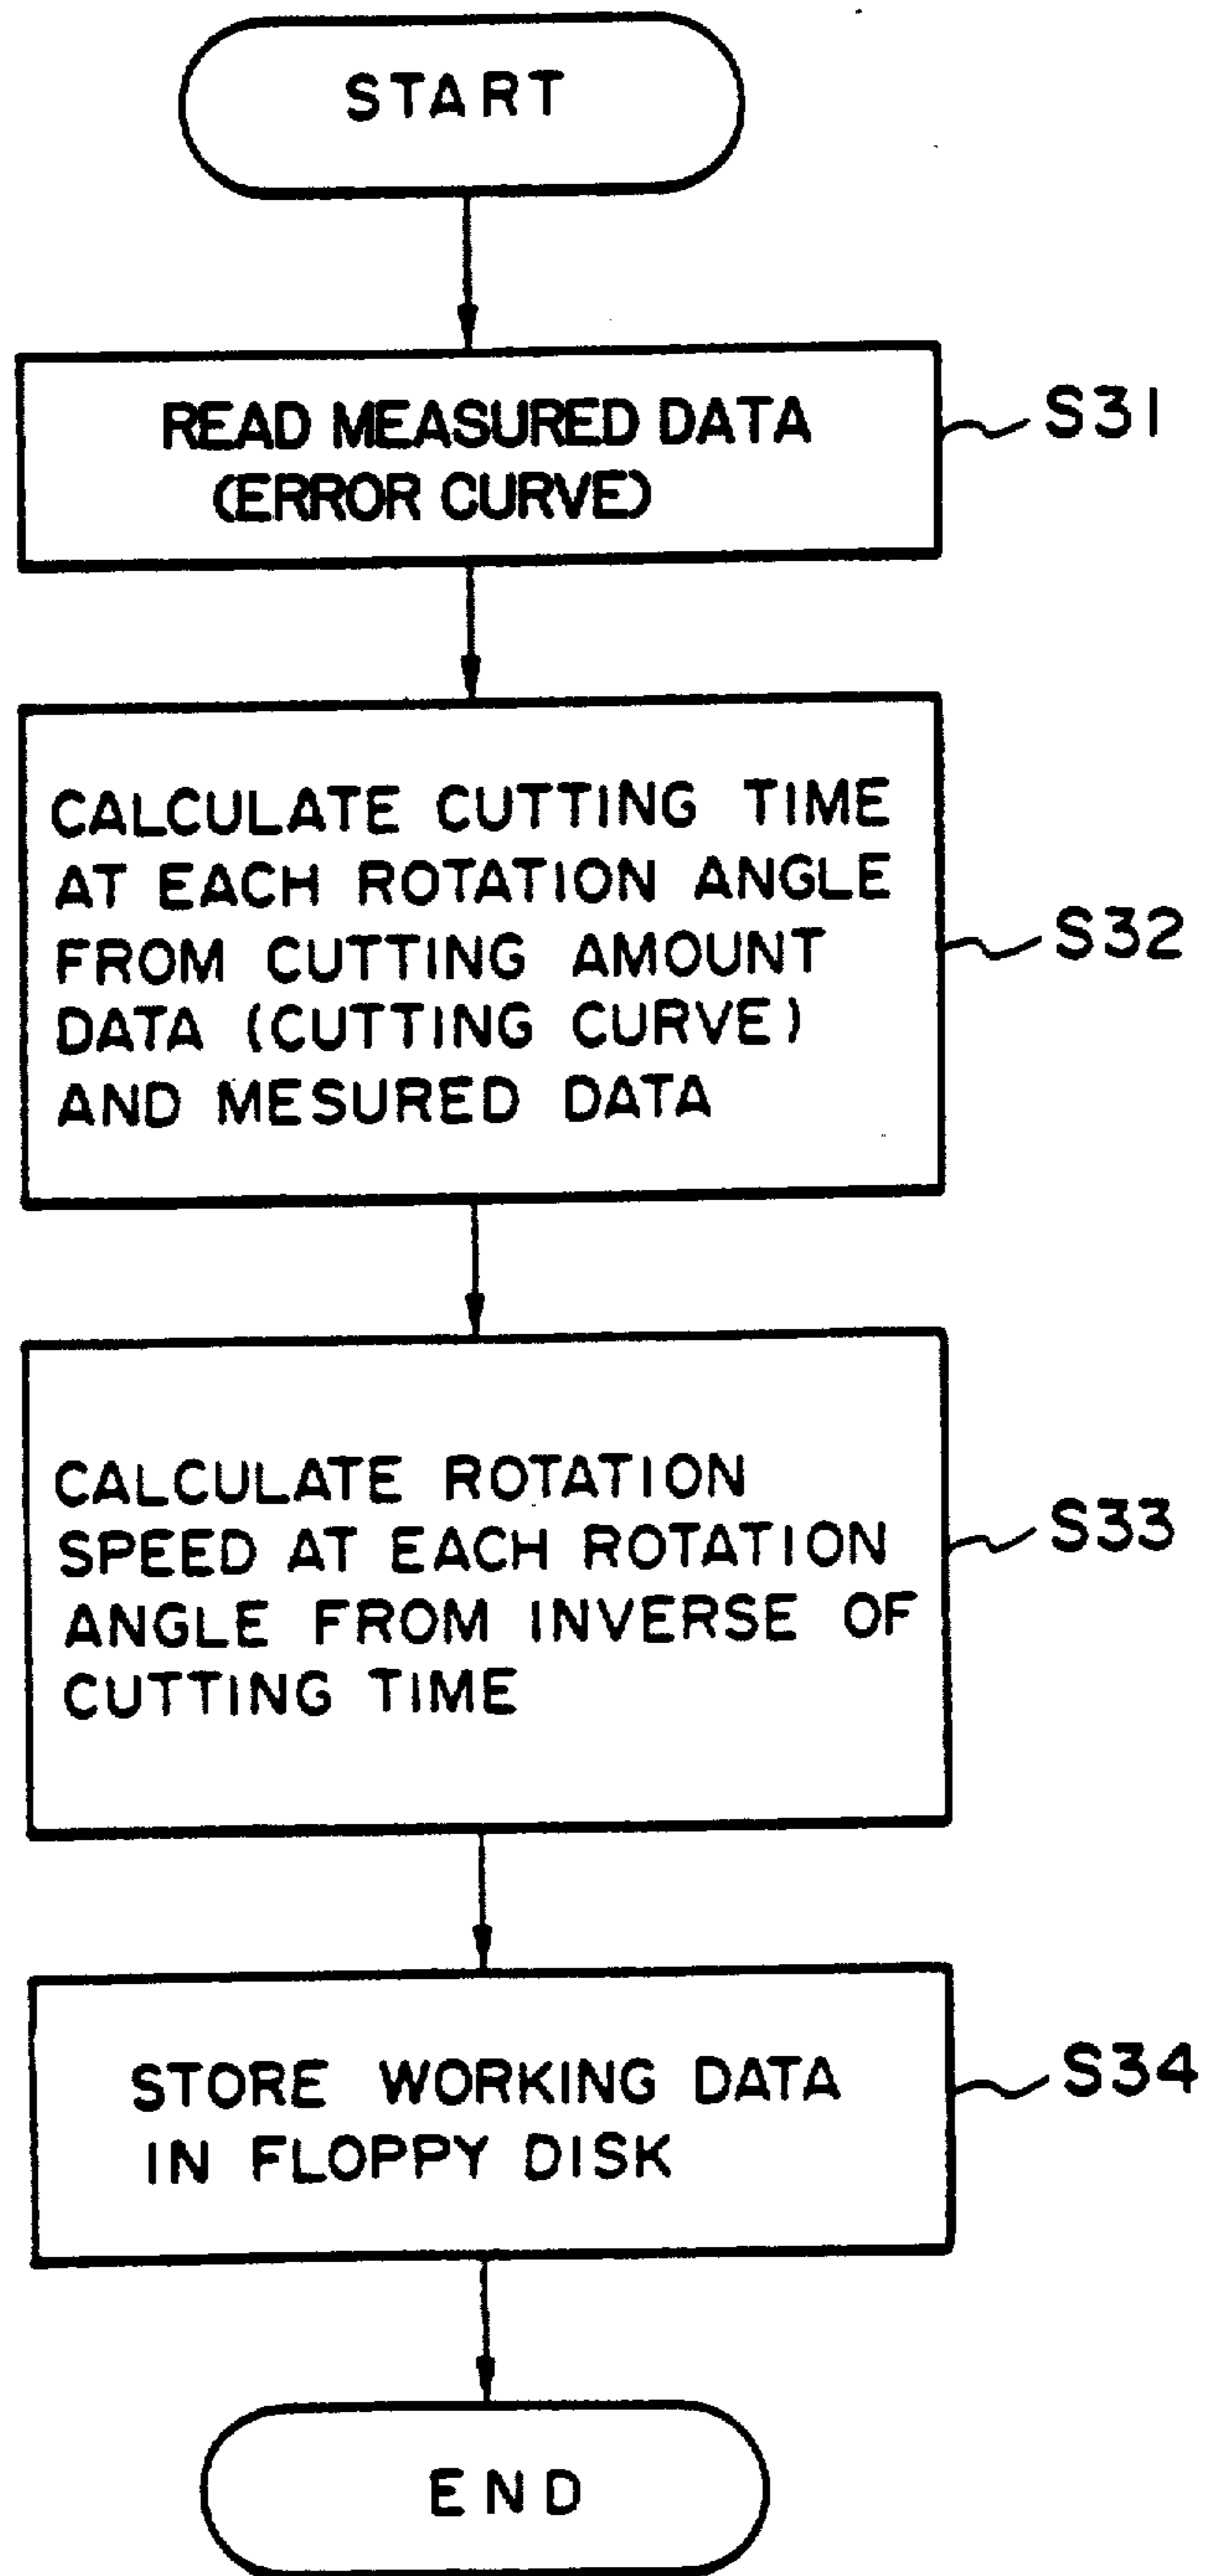 START
READ MEASURED DATA
(ERROR CURVE)
S31
CALCULATE CUTTING TIME
AT EACH ROTATION ANGLE
FROM CUTTING AMOUNT
DATA (CUTTING CURVE)
AND MESURED DATA
S32
CALCULATE ROTATION
SPEED AT EACH ROTATION
ANGLE FROM INVERSE OF
CUTTING TIME
S33
STORE WORKING DATA
IN FLOPPY DISK
S34
END